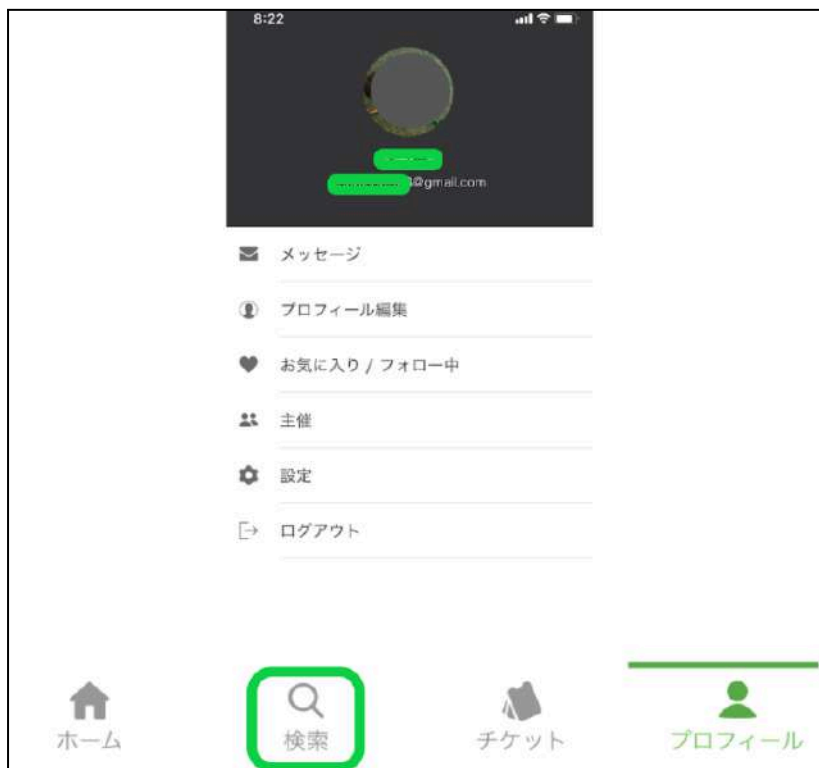 8:22
@gmail.com
メッセージ
プロフィール編集
お気に入り / フォロー中
主催
設定
ログアウト
ホーム
検索
チケット
プロフィール